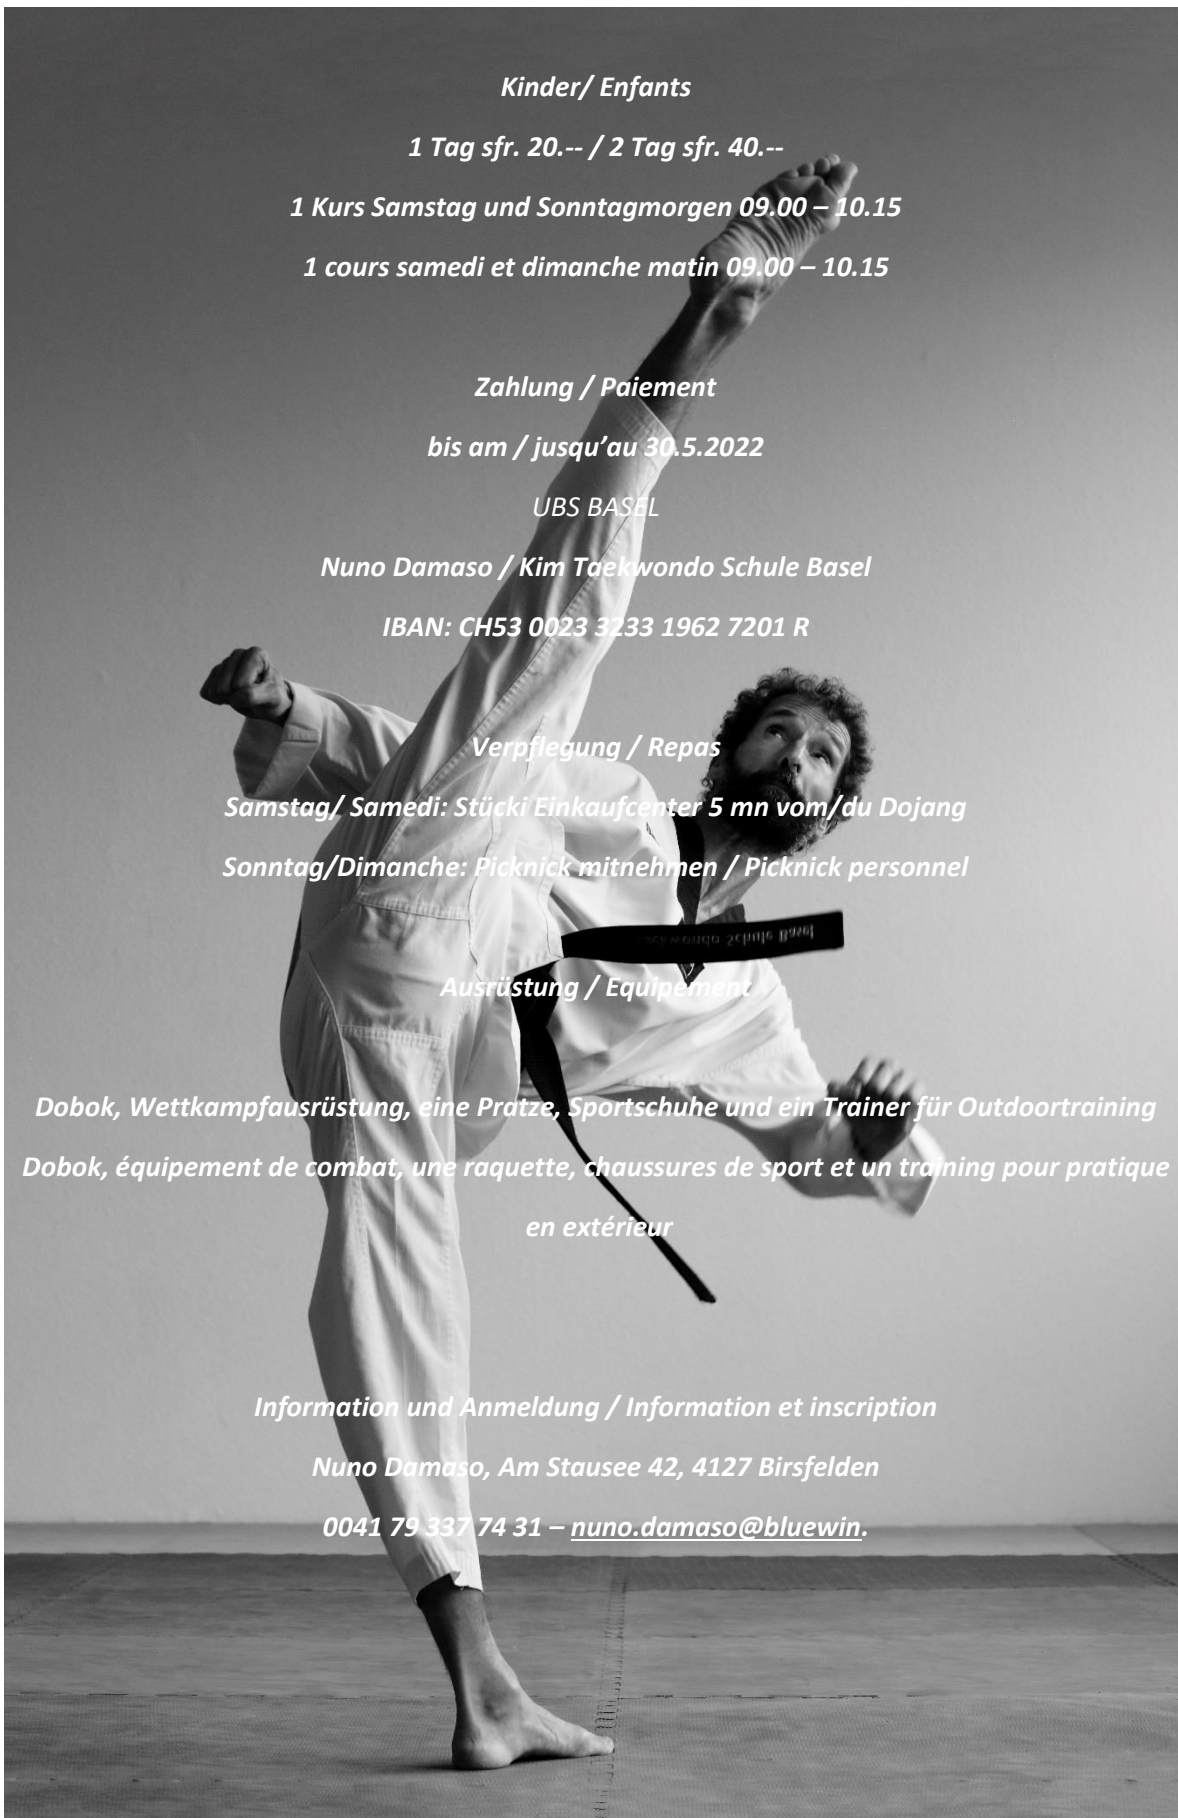 Kinder/ Enfants
1 Tag sfr. 20.-- / 2 Tag sfr. 40.--
1 Kurs Samstag und Sonntagmorgen 09.00 – 10.15
1 cours samedi et dimanche matin 09.00 – 10.15
Zahlung / Paiement
bis am / jusqu’au 30.5.2022
UBS BASEL
Nuno Damaso / Kim Taekwondo Schule Basel
IBAN: CH53 0023 3233 1962 7201 R
Verpflegung / Repas
Samstag/ Samedi: Stücki Einkaufcenter 5 mn vom/du Dojang
Sonntag/Dimanche: Picknick mitnehmen / Picknick personnel
Taekwondo Schule Basel
Ausrüstung / Equipement
Dobok, Wettkampfausrüstung, eine Pratze, Sportschuhe und ein Trainer für Outdoortraining
Dobok, équipement de combat, une raquette, chaussures de sport et un training pour pratique
en extérieur
Information und Anmeldung / Information et inscription
Nuno Damaso, Am Stausee 42, 4127 Birsfelden
0041 79 337 74 31 – nuno.damaso@bluewin.